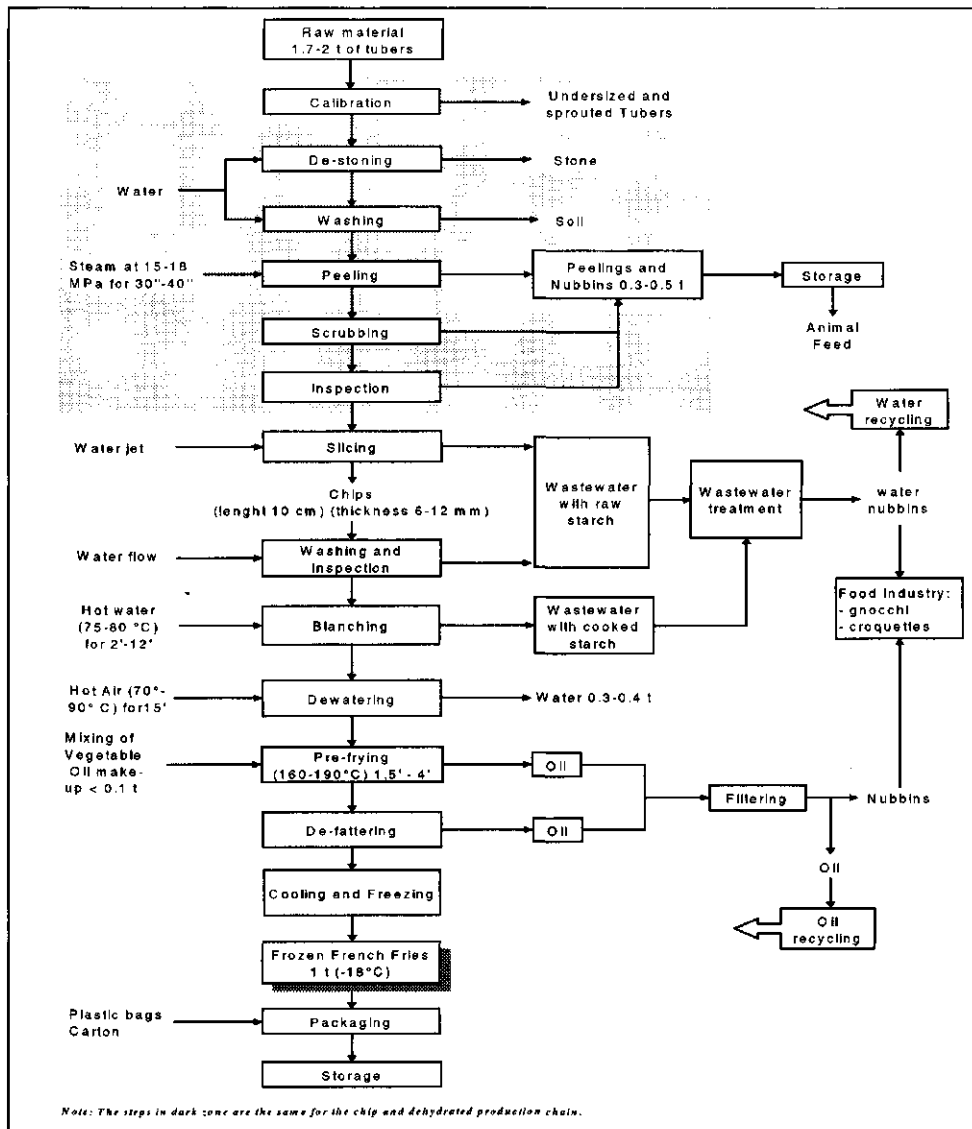 Raw material
1.7-2 t of tubers
Calibration
Undersized and
sprouted Tubers
De-stoning
Stone
Water
Washing
Soil
Steam at 15-18
MPa for 30"-40"
Peeling
Peelings and
Nubbins 0.3-0.5 t
Storage
Scrubbing
Animal
Feed
Inspection
Water
recycling
Water jet
Slicing
Chips
(lenght 10 cm) (thickness 6-12 mm)
Wastewater
with raw
starch
Wastewater
treatment
water
nubbins
Water flow
Washing and
Inspection
Food Industry:
- gnocchi
- croquettes
Hot water
(75-80 °C)
for 2'-12'
Blanching
Wastewater
with cooked
starch
Hot Air (70°-
90° C) for15'
Dewatering
Water 0.3-0.4 t
Mixing of
Vegetable
Oil make-
up < 0.1 t
Pre-frying
(160-190°C) 1,5' - 4'
Oil
Filtering
Nubbins
De-fattering
Oil
Oil
Cooling and Freezing
Oil
recycling
Frozen French Fries
1 t (-18°C)
Plastic bags
Carton
Packaging
Storage
Note: The steps in dark zone are the same for the chip and dehydrated production chain.